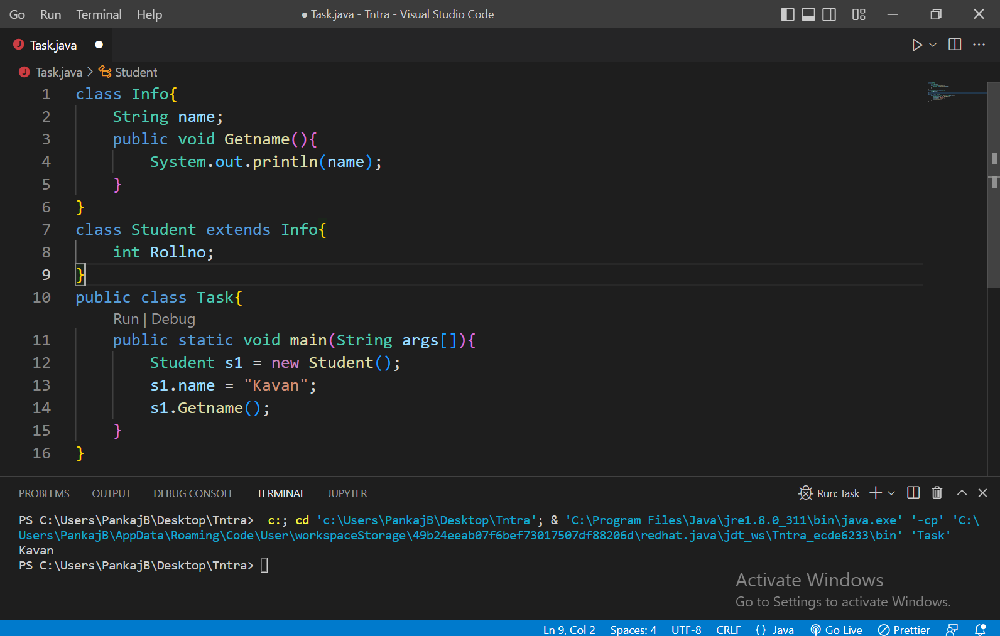 Go Run Terminal Help ● Task.java - Tntra - Visual Studio Code
J Task.java ●
J Task.java > Student
1 class Info{
2     String name;
3     public void Getname(){
4         System.out.println(name);
5     }
6 }
7 class Student extends Info{
8     int Rollno;
9 }
10 public class Task{
Run | Debug
11     public static void main(String args[]){
12         Student s1 = new Student();
13         s1.name = "Kavan";
14         s1.Getname();
15     }
16 }
PROBLEMS OUTPUT DEBUG CONSOLE TERMINAL JUPYTER Run: Task
PS C:\Users\PankajB\Desktop\Tntra>  c:; cd 'c:\Users\PankajB\Desktop\Tntra'; & 'C:\Program Files\Java\jre1.8.0_311\bin\java.exe' '-cp' 'C:\
Users\PankajB\AppData\Roaming\Code\User\workspaceStorage\49b24eeab07f6bef73017507df88206d\redhat.java\jdt_ws\Tntra_ecde6233\bin' 'Task'
Kavan
PS C:\Users\PankajB\Desktop\Tntra>
Activate Windows
Go to Settings to activate Windows.
Ln 9, Col 2 Spaces: 4 UTF-8 CRLF {} Java Go Live Prettier